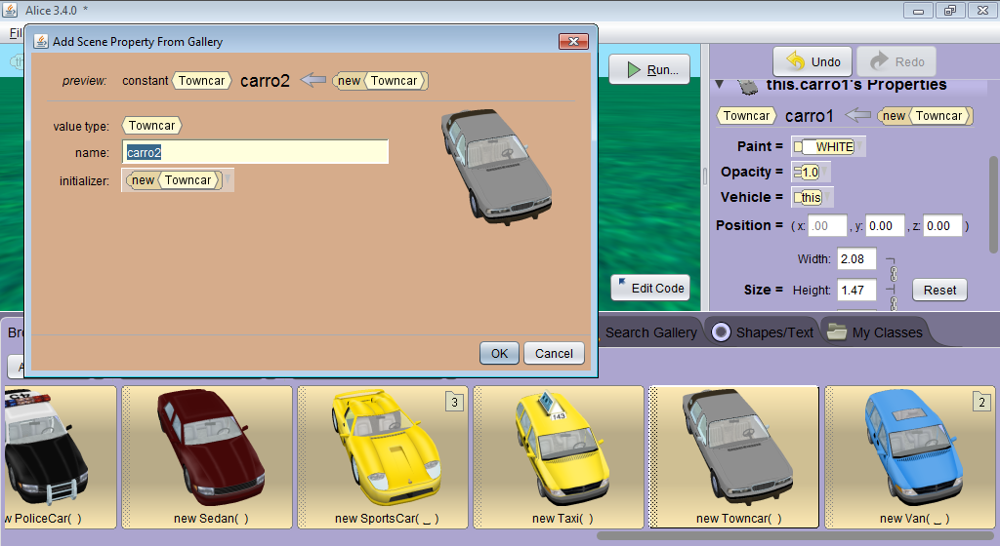 Alice 3.4.0 *
Fil
Add Scene Property From Gallery
preview: constant Towncar carro2 new Towncar
value type: Towncar
name: carro2
initializer: new Towncar
OK Cancel
Run...
Edit Code
Undo Redo
this.carro1's Properties
Towncar carro1 new Towncar
Paint = WHITE
Opacity = 1.0
Vehicle = this
Position = ( x: .00 , y: 0.00 , z: 0.00 )
Width: 2.08
Size = Height: 1.47 Reset
Search Gallery Shapes/Text My Classes
3
143
2
w PoliceCar( ) new Sedan( ) new SportsCar( _ ) new Taxi( ) new Towncar( ) new Van( _ )